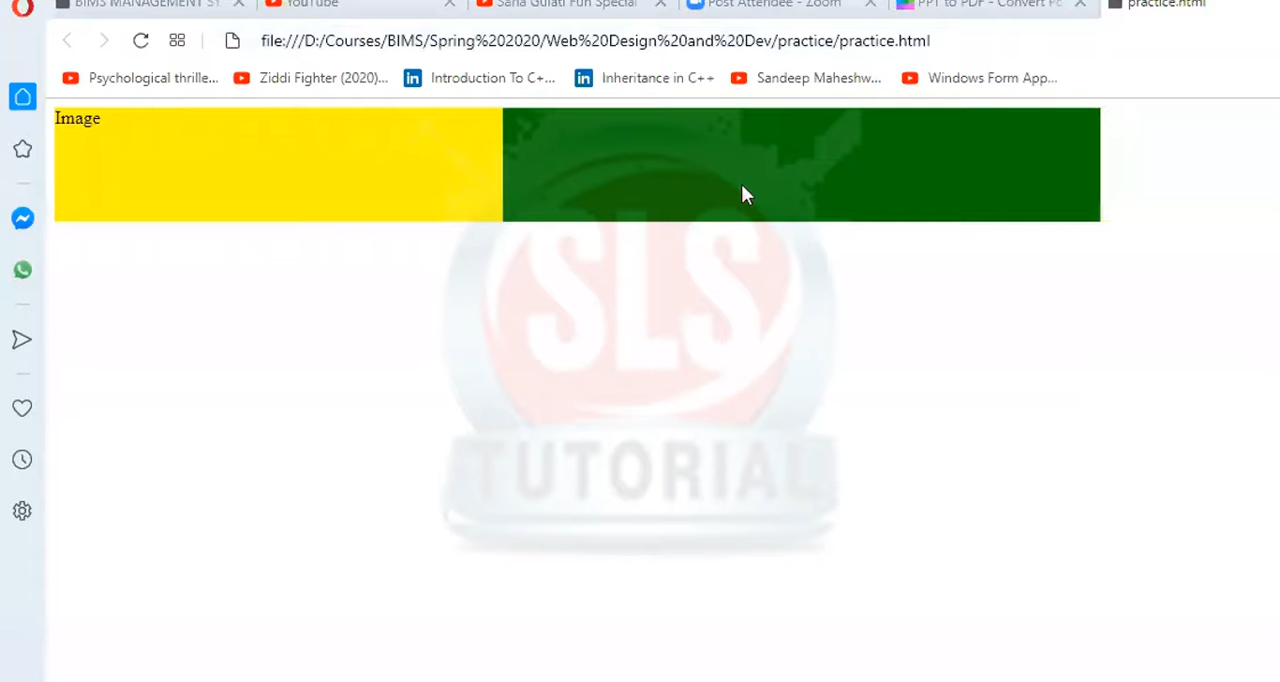 BIMS MANAGEMENT SY
YouTube
Saria Gulati Fun Special
Post Attendee - Zoom
PPT to PDF - Convert Po
practice.html
file:///D:/Courses/BIMS/Spring%202020/Web%20Design%20and%20Dev/practice/practice.html
Psychological thrille...
Ziddi Fighter (2020)...
Introduction To C+...
Inheritance in C++
Sandeep Maheshw...
Windows Form App...
Image
SLS
TUTORIAL